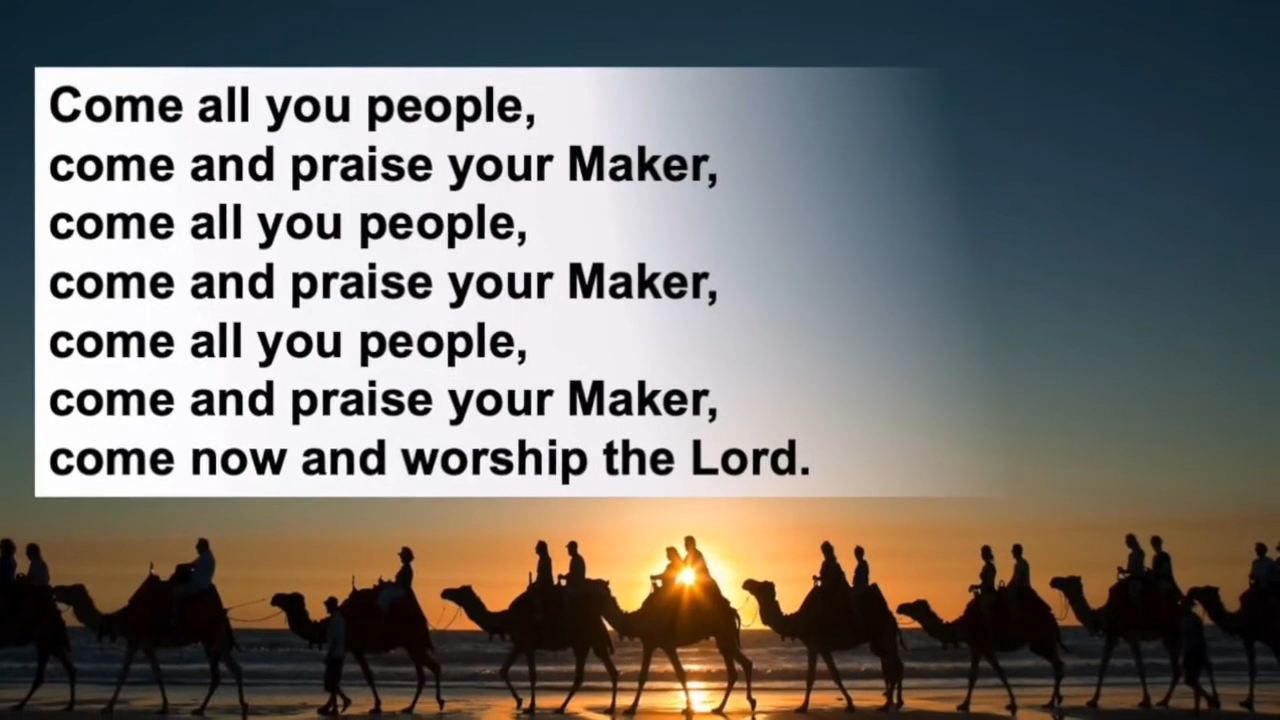 Come all you people,
come and praise your Maker,
come all you people,
come and praise your Maker,
come all you people,
come and praise your Maker,
come now and worship the Lord.